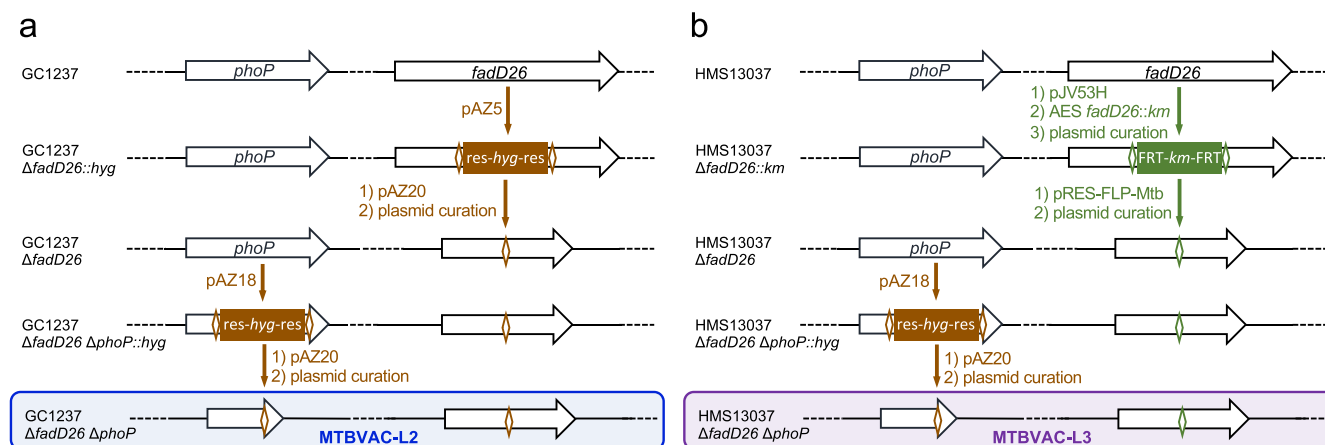 a
GC1237
phoP
fadD26
pAZ5
GC1237
ΔfadD26::hyg
phoP
res-hyg-res
1) pAZ20
2) plasmid curation
GC1237
ΔfadD26
phoP
pAZ18
GC1237
ΔfadD26 ΔphoP::hyg
res-hyg-res
1) pAZ20
2) plasmid curation
GC1237
ΔfadD26 ΔphoP
MTBVAC-L2
b
HMS13037
phoP
fadD26
1) pJV53H
2) AES fadD26::km
3) plasmid curation
HMS13037
ΔfadD26::km
phoP
FRT-km-FRT
1) pRES-FLP-Mtb
2) plasmid curation
HMS13037
ΔfadD26
phoP
pAZ18
HMS13037
ΔfadD26 ΔphoP::hyg
res-hyg-res
1) pAZ20
2) plasmid curation
HMS13037
ΔfadD26 ΔphoP
MTBVAC-L3